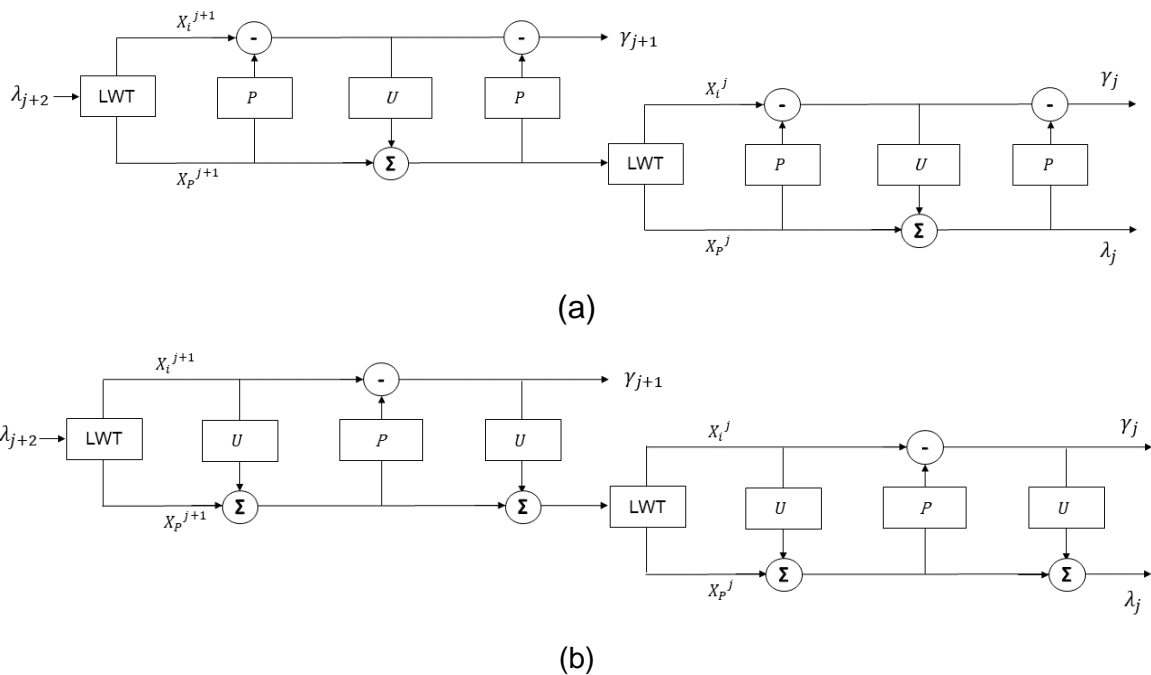 X_i^{j+1} - - γ_{j+1}
λ_{j+2} LWT P U P
X_i^j - - γ_j
X_P^{j+1} Σ LWT P U P
X_P^j Σ λ_j
(a)
X_i^{j+1} - γ_{j+1}
λ_{j+2} LWT U P U
X_i^j - γ_j
X_P^{j+1} Σ Σ LWT U P U
X_P^j Σ Σ λ_j
(b)